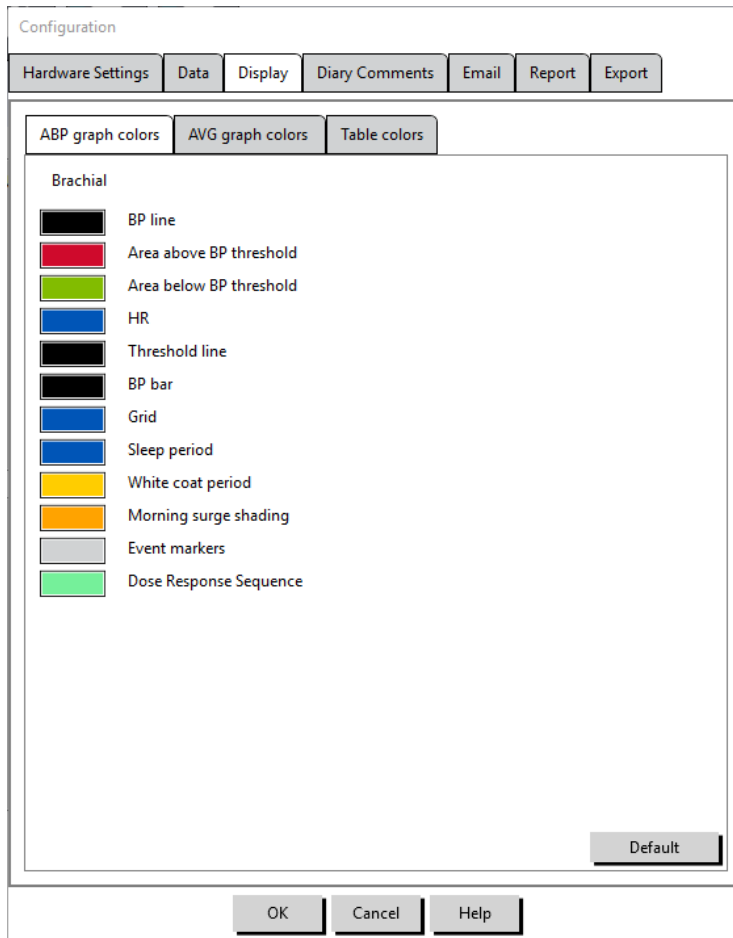 Configuration
Hardware Settings Data Display Diary Comments Email Report Export
ABP graph colors AVG graph colors Table colors
Brachial
BP line
Area above BP threshold
Area below BP threshold
HR
Threshold line
BP bar
Grid
Sleep period
White coat period
Morning surge shading
Event markers
Dose Response Sequence
Default
OK Cancel Help